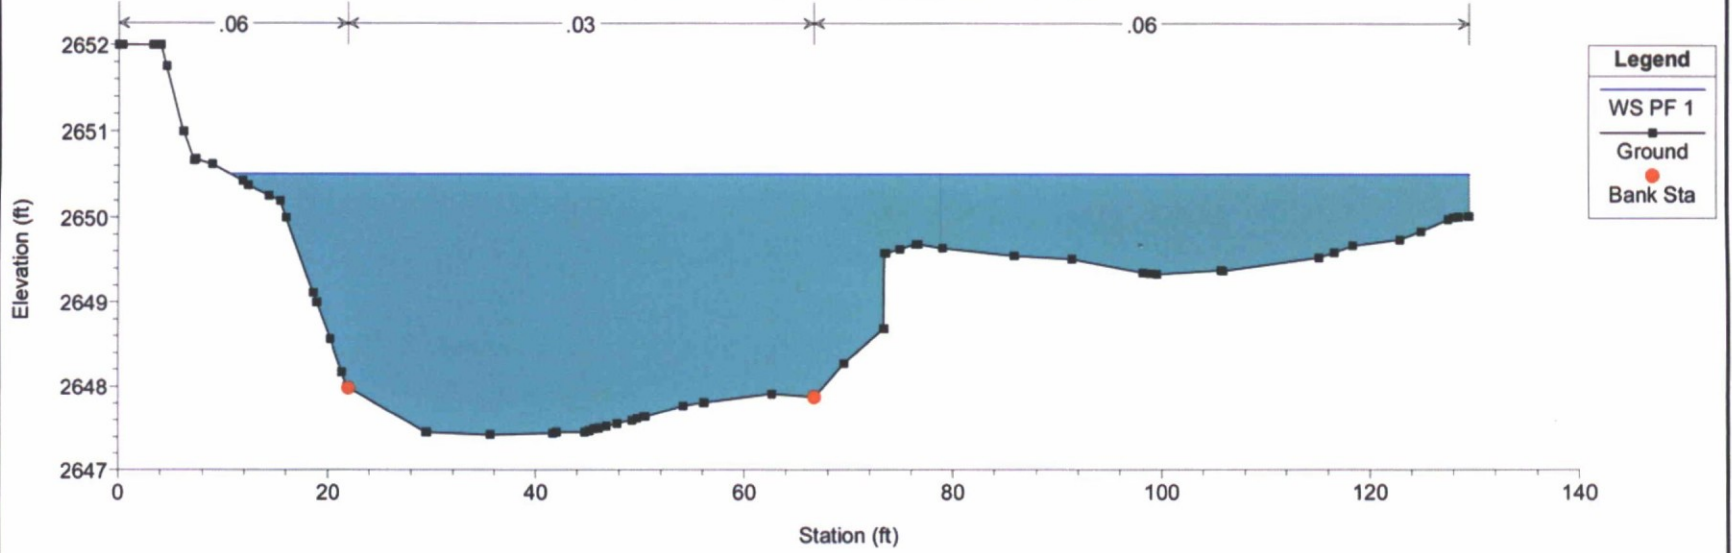 .06 .03 .06
2652
2651
2650
2649
2648
2647
Elevation (ft)
0 20 40 60 80 100 120 140
Station (ft)
Legend
WS PF 1
Ground
Bank Sta